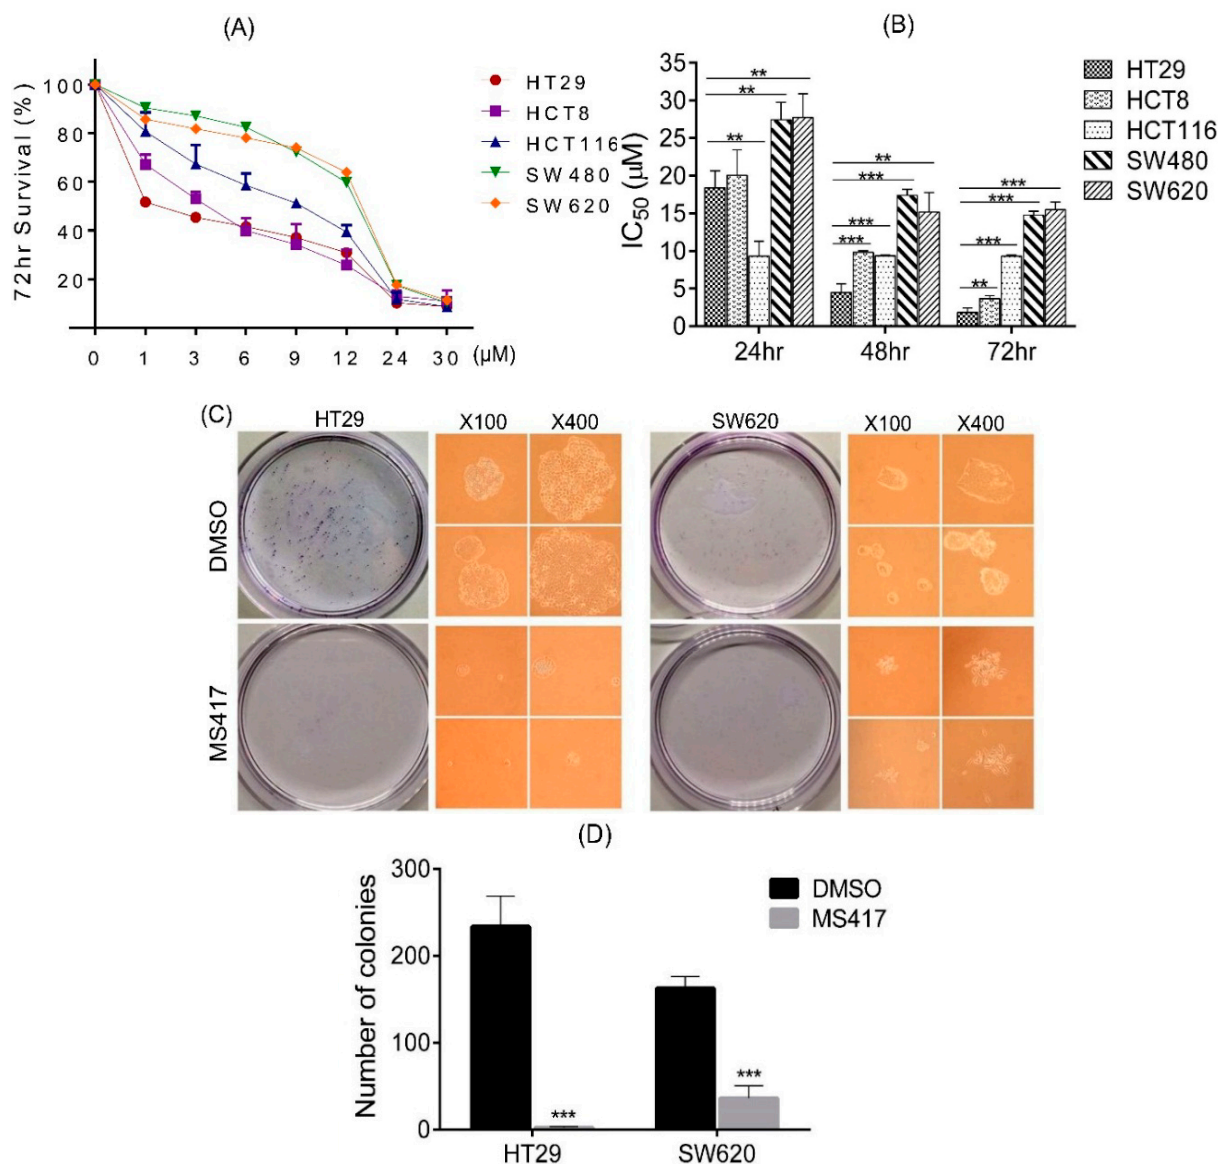 (A)
72hr Survival (%)
100
80
60
40
20
0 1 3 6 9 12 24 30 (μM)
HT29
HCT8
HCT116
SW480
SW620
(B)
IC50 (μM)
35
30
25
20
15
10
5
0
** ** **
*** *** *** **
** *** *** ***
24hr 48hr 72hr
HT29
HCT8
HCT116
SW480
SW620
(C)
HT29 X100 X400 SW620 X100 X400
DMSO
MS417
(D)
Number of colonies
300
200
100
0
*** ***
HT29 SW620
DMSO
MS417